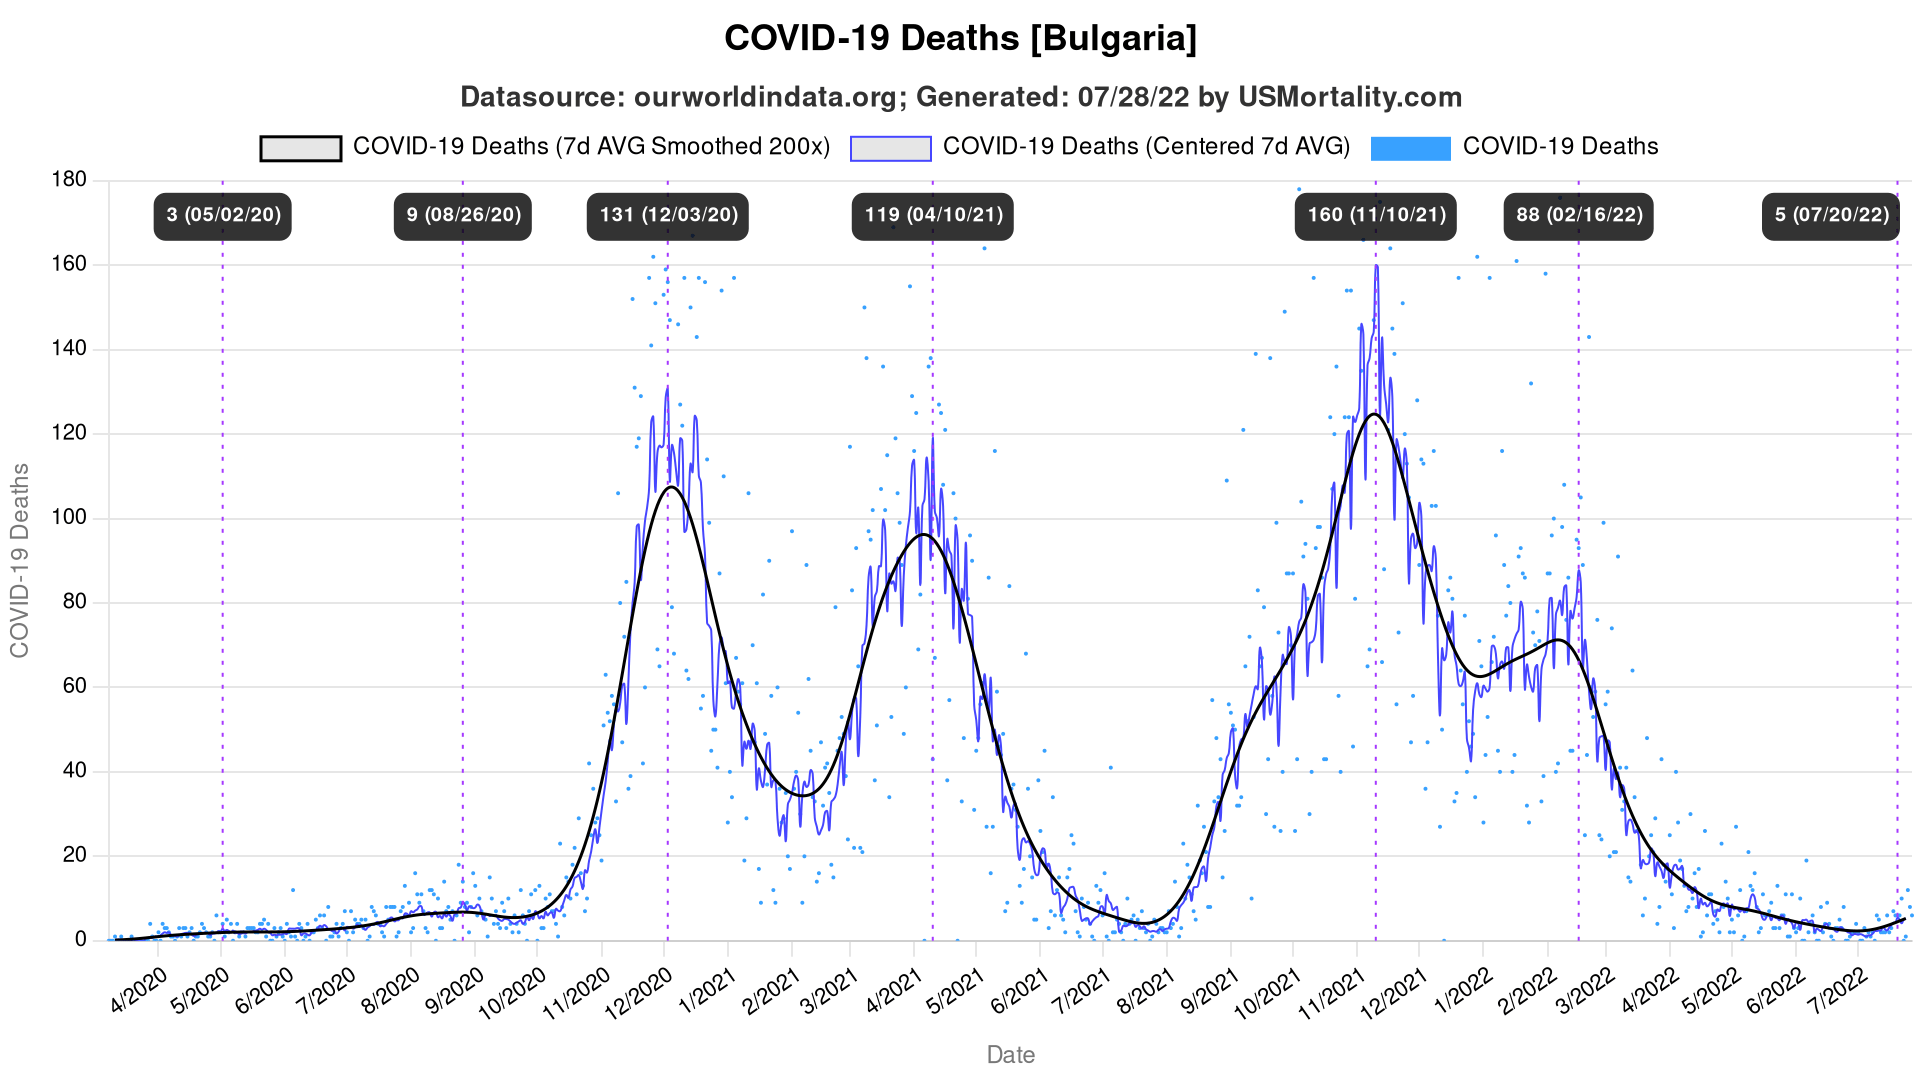 COVID-19 Deaths [Bulgaria]
Datasource: ourworldindata.org; Generated: 07/28/22 by USMortality.com
COVID-19 Deaths (7d AVG Smoothed 200x) COVID-19 Deaths (Centered 7d AVG) COVID-19 Deaths
180
3 (05/02/20) 9 (08/26/20) 131 (12/03/20) 119 (04/10/21) 160 (11/10/21) 88 (02/16/22) 5 (07/20/22)
160
140
120
100
80
60
40
20
0
COVID-19 Deaths
4/2020 5/2020 6/2020 7/2020 8/2020 9/2020 10/2020 11/2020 12/2020 1/2021 2/2021 3/2021 4/2021 5/2021 6/2021 7/2021 8/2021 9/2021 10/2021 11/2021 12/2021 1/2022 2/2022 3/2022 4/2022 5/2022 6/2022 7/2022
Date